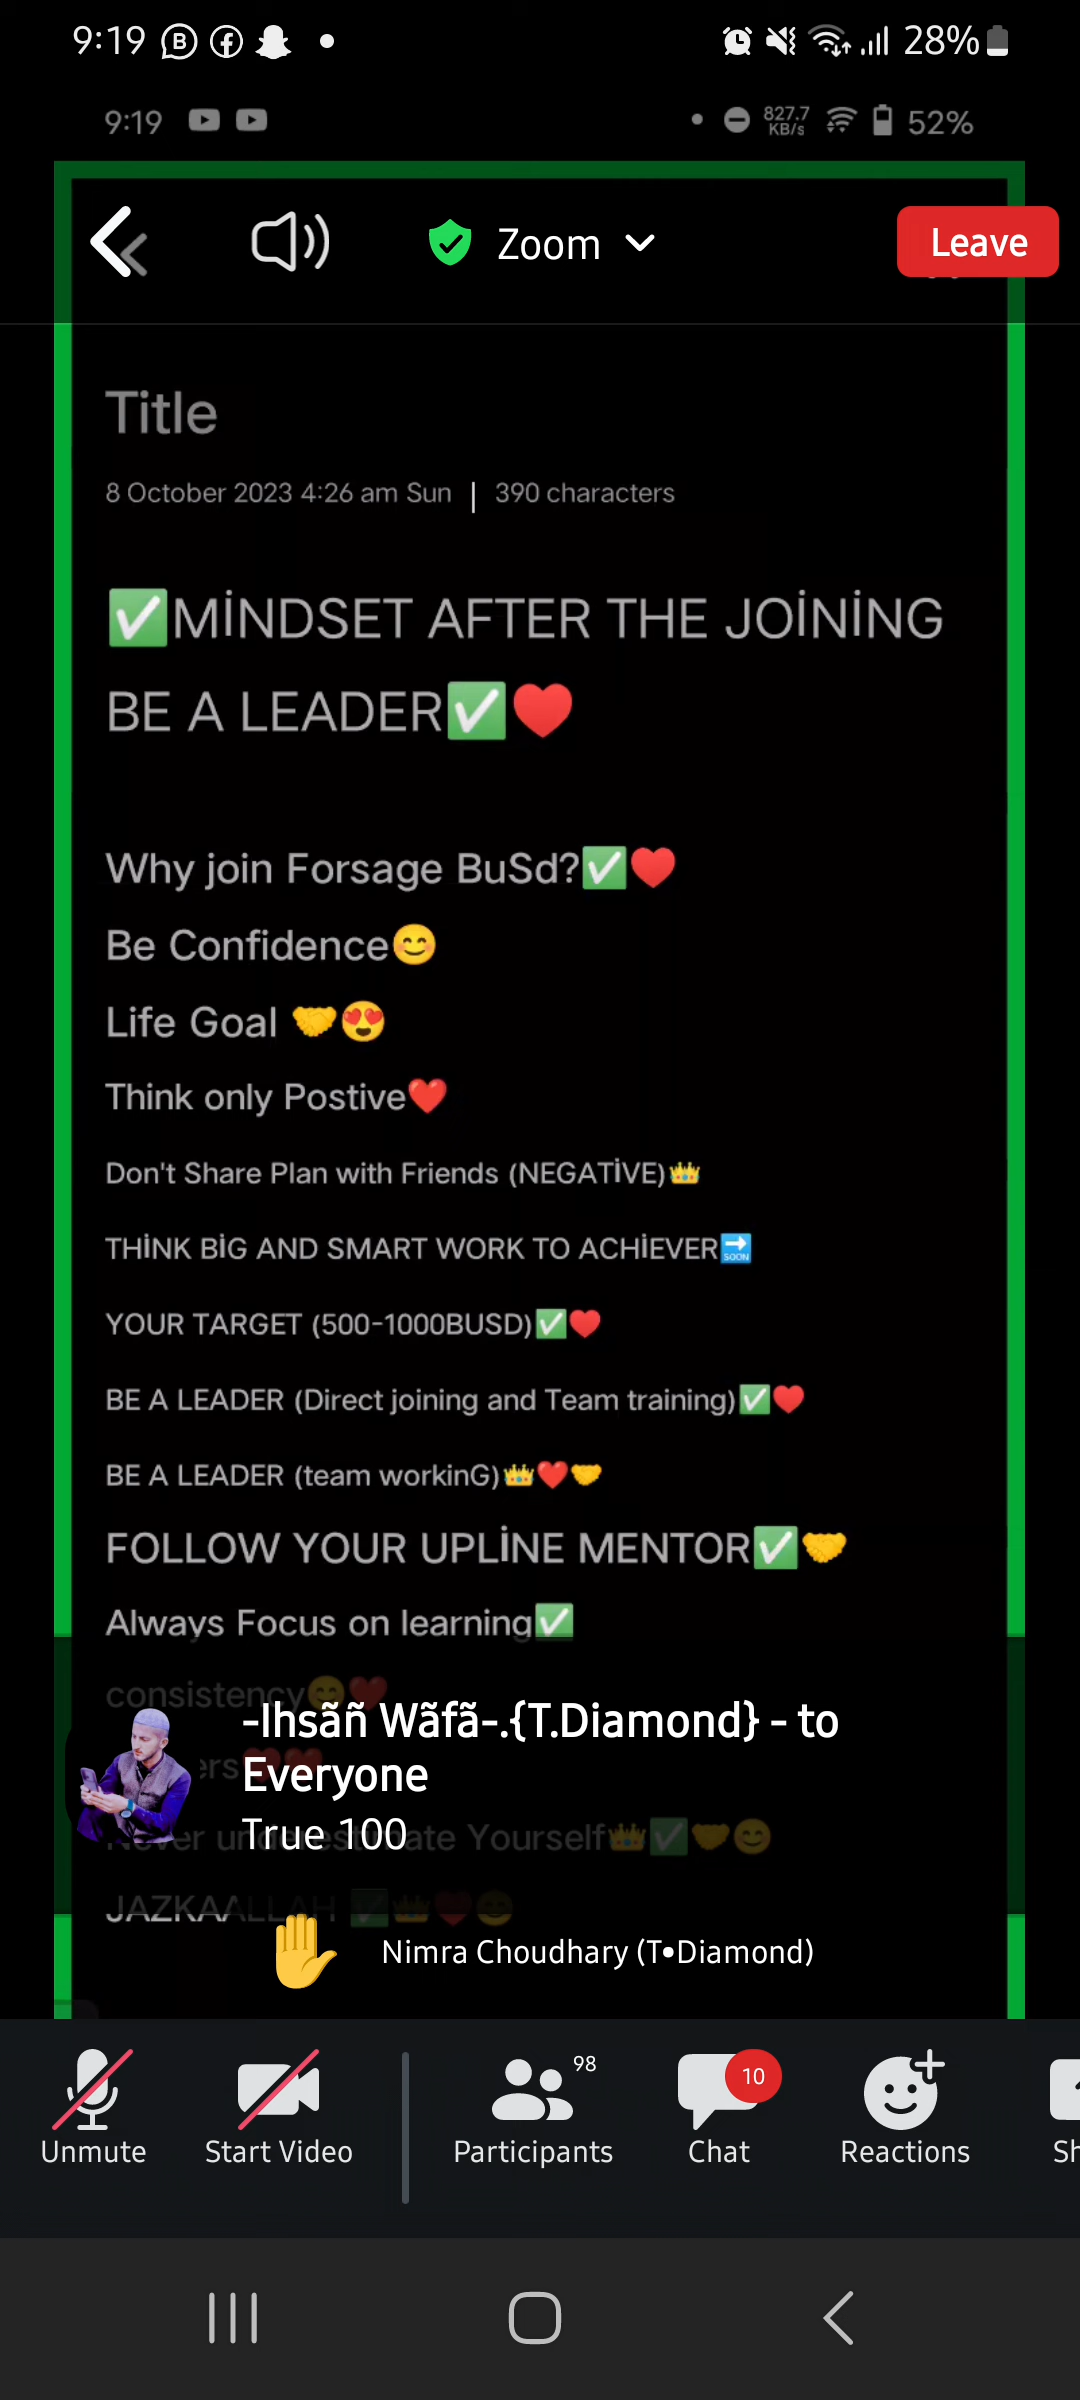 9:19
28%
9:19
827.7
KB/s
52%
Zoom
Leave
Title
8 October 2023 4:26 am Sun | 390 characters
✅MİNDSET AFTER THE JOİNİNG
BE A LEADER✅♥️
Why join Forsage BuSd?✅♥️
Be Confidence😊
Life Goal 🤝😍
Think only Postive❤️
Don't Share Plan with Friends (NEGATİVE)👑
THİNK BİG AND SMART WORK TO ACHİEVER🔜
YOUR TARGET (500-1000BUSD)✅♥️
BE A LEADER (Direct joining and Team training)✅♥️
BE A LEADER (team workinG)👑❤️🤝
FOLLOW YOUR UPLİNE MENTOR✅🤝
Always Focus on learning✅
consistency😊❤️
-Ihsãñ Wãfã-.{T.Diamond} - to
Everyone
True 100
Never underestimate Yourself👑✅🤝😊
JAZKAALLAH ✅👑❤️😊
✋ Nimra Choudhary (T•Diamond)
98
10
Unmute
Start Video
Participants
Chat
Reactions